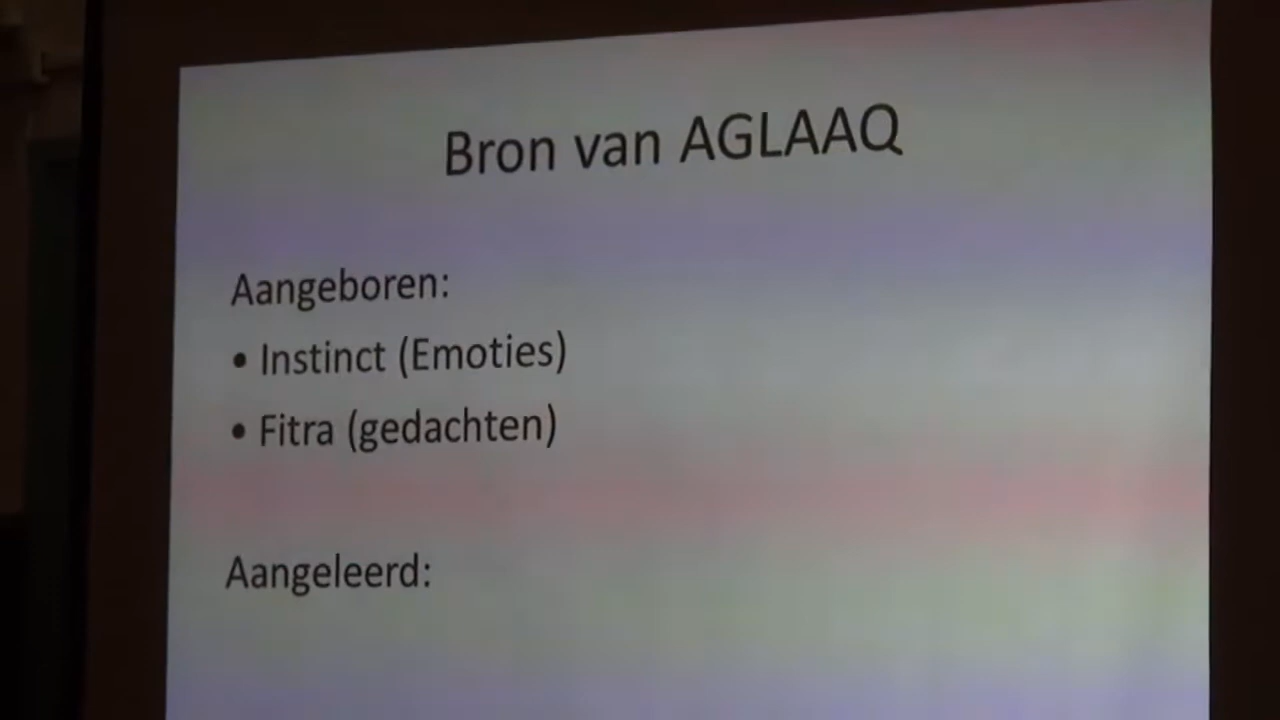 Bron van AGLAAQ
Aangeboren:
• Instinct (Emoties)
• Fitra (gedachten)
Aangeleerd: